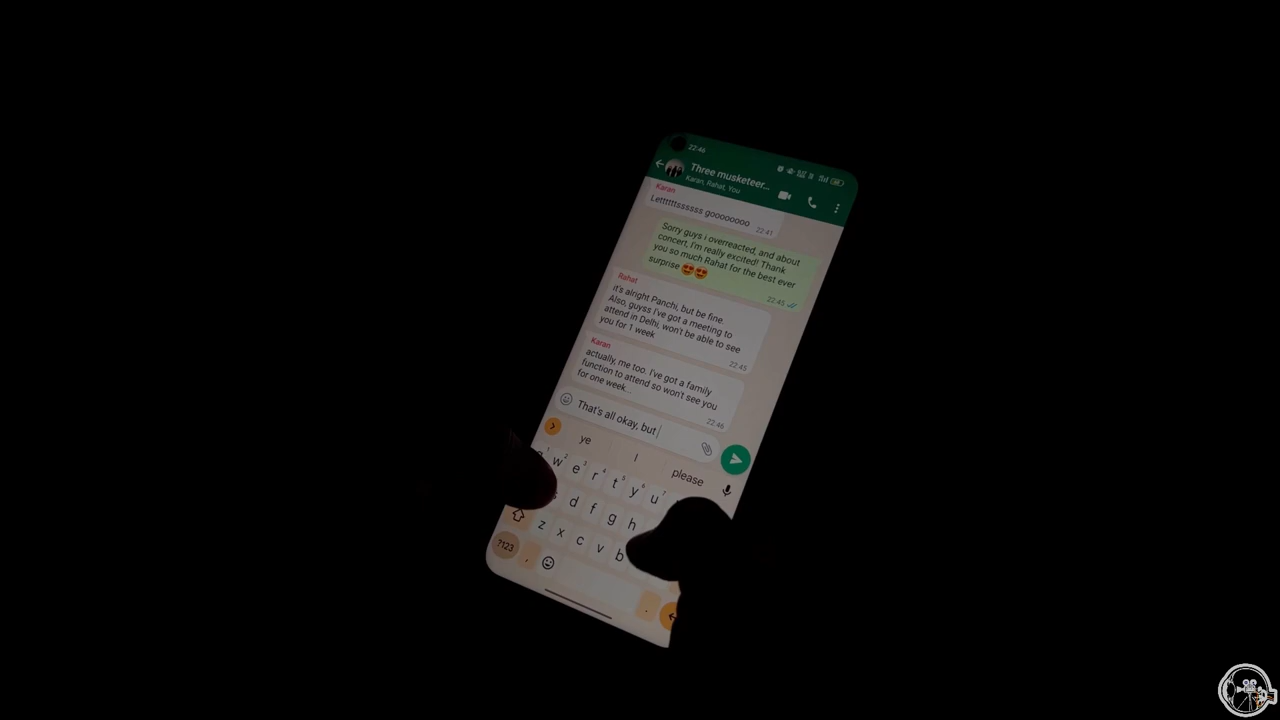 22:46
Three musketeer...
Karan, Rahat, You
Karan
Lettttttssssss goooooooo
22:41
Sorry guys i overreacted, and about
concert, I'm really excited! Thank
you so much Rahat for the best ever
surprise 😍😍
22:45
Rahat
it's alright Panchi, but be fine.
Also, guyss I've got a meeting to
attend in Delhi, won't be able to see
you for 1 week
22:45
Karan
actually, me too. I've got a family
function to attend so won't see you
for one week...
22:46
That's all okay, but
ye I please
w e r t y u
d f g h
z x c v b
?123 , .